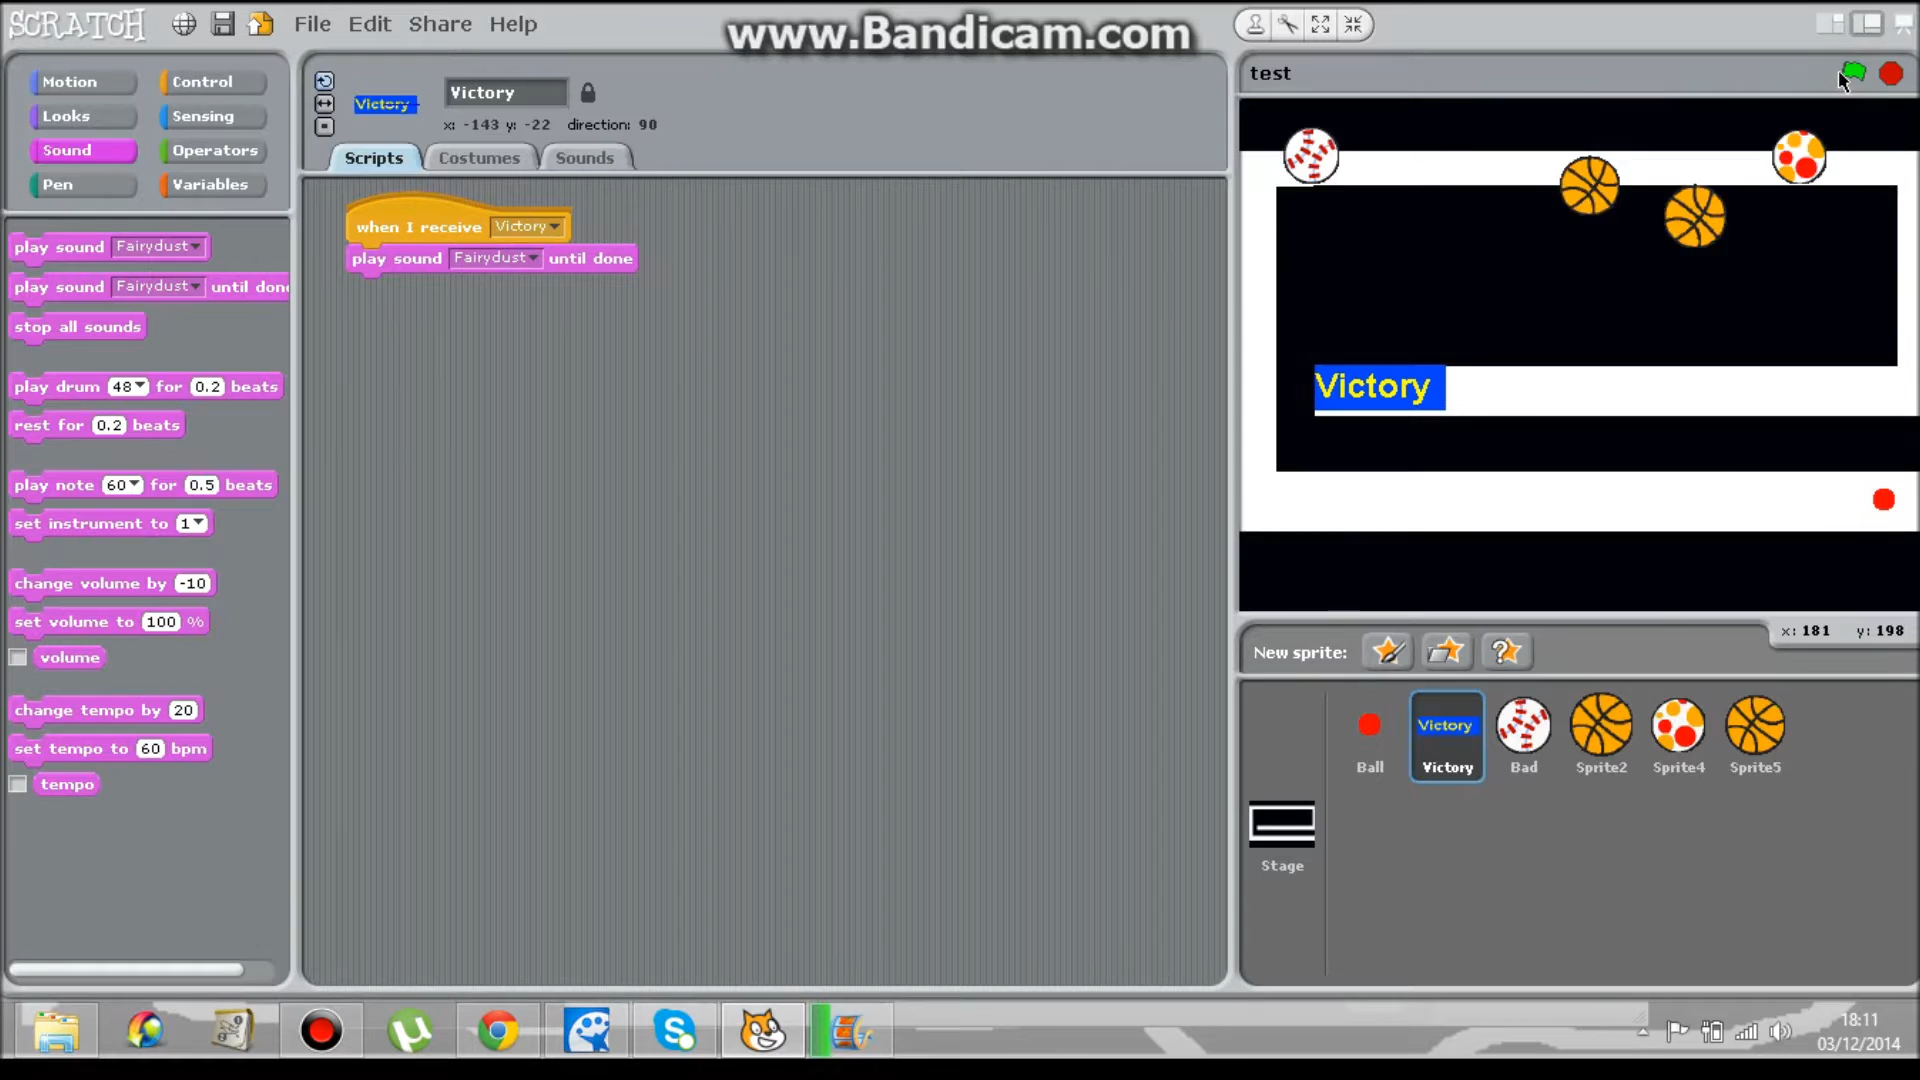 SCRATCH
File Edit Share Help
www.Bandicam.com
Motion Control
Looks Sensing
Sound Operators
Pen Variables
play sound Fairydust
play sound Fairydust until done
stop all sounds
play drum 48 for 0.2 beats
rest for 0.2 beats
play note 60 for 0.5 beats
set instrument to 1
change volume by -10
set volume to 100 %
volume
change tempo by 20
set tempo to 60 bpm
tempo
Victory
Victory
x: -143 y: -22 direction: 90
Scripts Costumes Sounds
when I receive Victory
play sound Fairydust until done
test
Victory
x: 181 y: 198
New sprite:
Victory
Ball Victory Bad Sprite2 Sprite4 Sprite5
Stage
18:11
03/12/2014